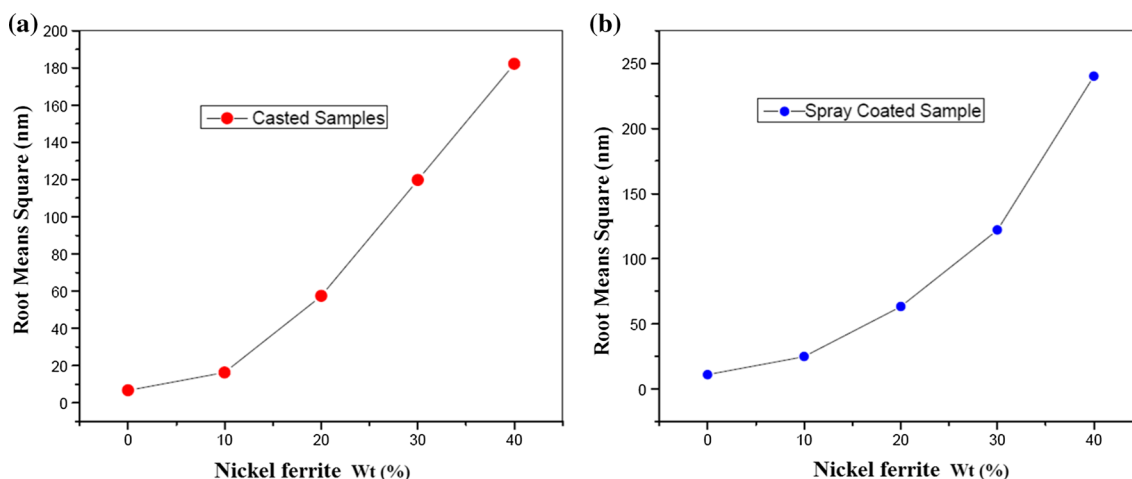 (a)
200
180
160
140
120
100
80
60
40
20
0
Root Means Square (nm)
Casted Samples
0 10 20 30 40
Nickel ferrite Wt (%)
(b)
250
200
150
100
50
0
Root Means Square (nm)
Spray Coated Sample
0 10 20 30 40
Nickel ferrite Wt (%)